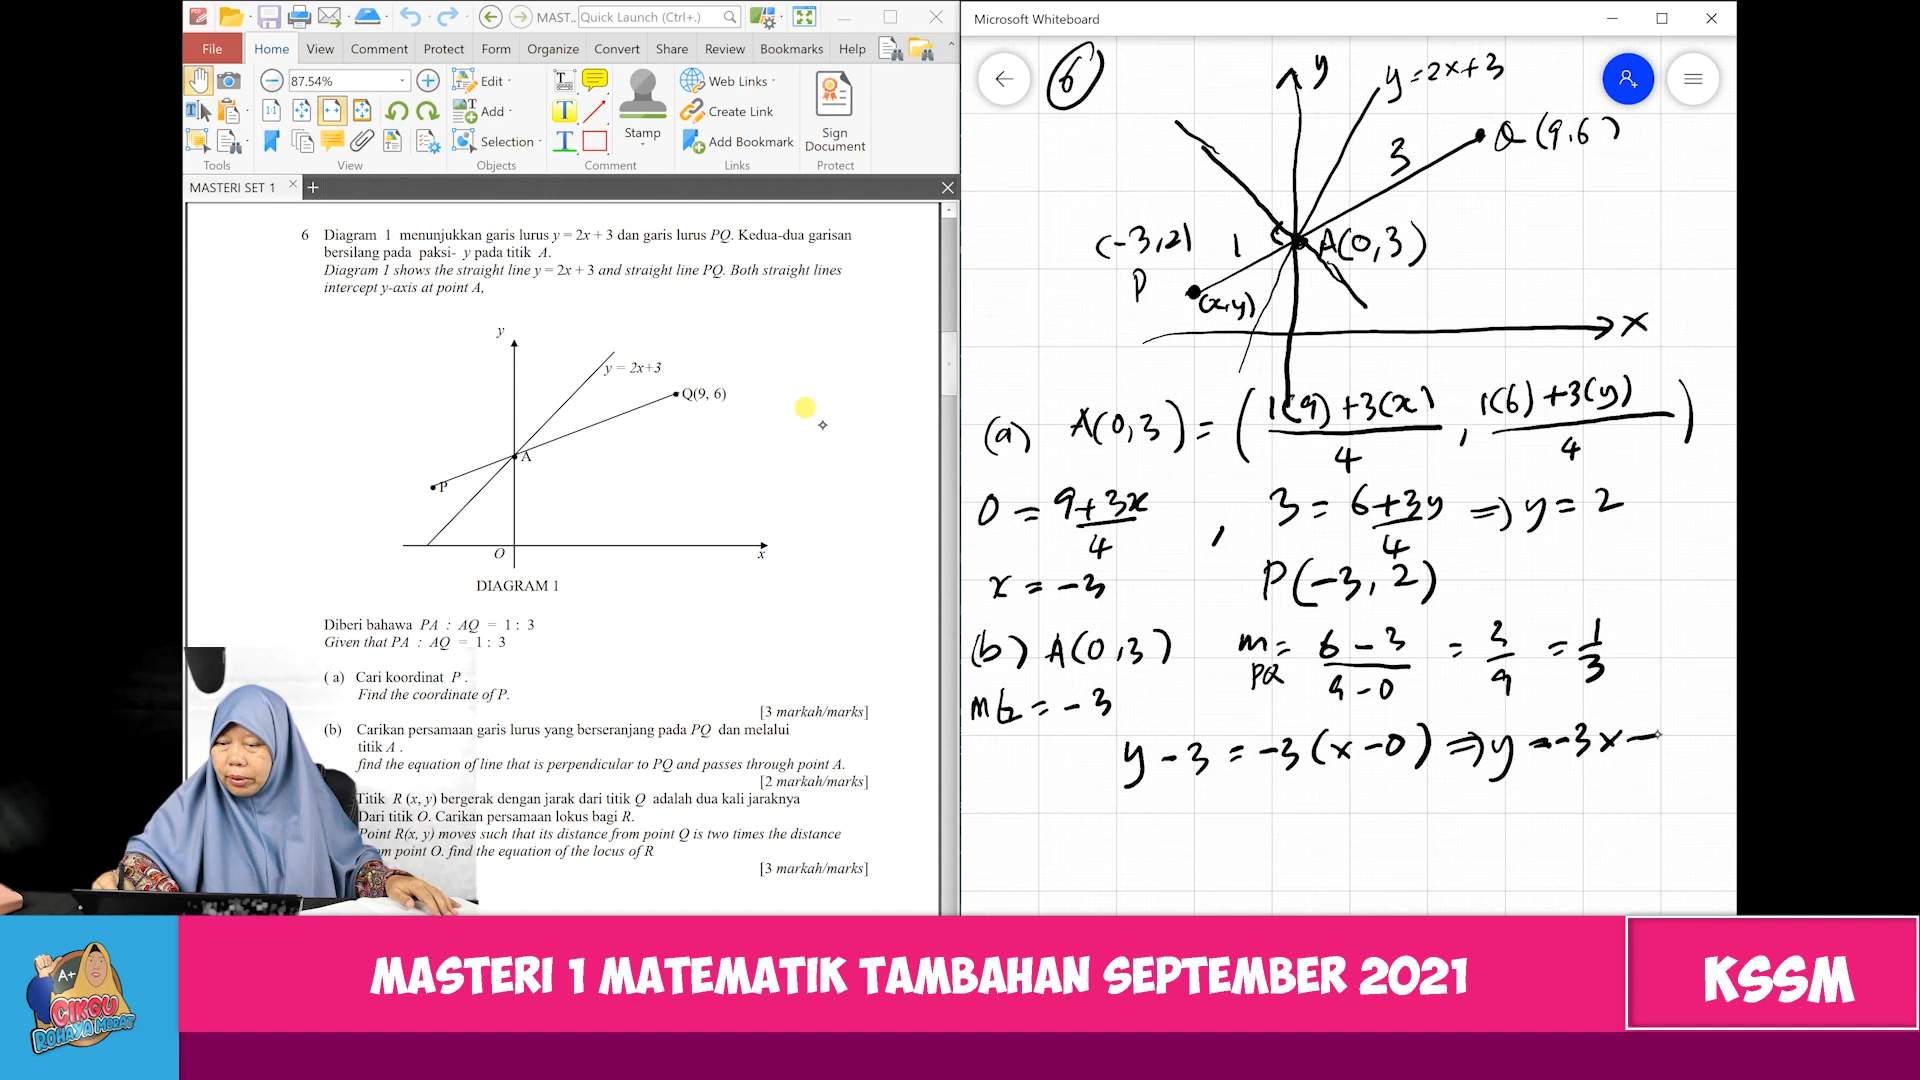 MAST.. Quick Launch (Ctrl+.)
File Home View Comment Protect Form Organize Convert Share Review Bookmarks Help
87.54%
Edit
Add
Selection
Tools View Objects
Stamp
Comment
Web Links
Create Link
Add Bookmark
Links
Sign Document
Protect
MASTERI SET 1
6 Diagram 1 menunjukkan garis lurus y = 2x + 3 dan garis lurus PQ. Kedua-dua garisan
bersilang pada paksi- y pada titik A.
Diagram 1 shows the straight line y = 2x + 3 and straight line PQ. Both straight lines
intercept y-axis at point A,
y
y = 2x+3
Q(9, 6)
A
P
O
x
DIAGRAM 1
Diberi bahawa PA : AQ = 1 : 3
Given that PA : AQ = 1 : 3
( a) Cari koordinat P .
Find the coordinate of P.
[3 markah/marks]
(b) Carikan persamaan garis lurus yang berseranjang pada PQ dan melalui
titik A .
find the equation of line that is perpendicular to PQ and passes through point A.
[2 markah/marks]
Titik R (x, y) bergerak dengan jarak dari titik Q adalah dua kali jaraknya
Dari titik O. Carikan persamaan lokus bagi R.
Point R(x, y) moves such that its distance from point Q is two times the distance
om point O. find the equation of the locus of R
[3 markah/marks]
Microsoft Whiteboard
6
y
y = 2x+3
Q (9,6)
3
(-3,2)
1
A(0,3)
P
(x,y)
x
(a) A(0,3) = ( 1(9) +3(x) / 4 , 1(6) +3(y) / 4 )
0 = 9+3x / 4 , 3 = 6+3y / 4 => y = 2
x = -3 P(-3, 2)
(b) A(0,3) m PQ = 6 - 3 / 9 - 0 = 3 / 9 = 1 / 3
= -3
y - 3 = -3 (x - 0) => y = -3x
A+
CIKGU
ROHAYA MORAT
MASTERI 1 MATEMATIK TAMBAHAN SEPTEMBER 2021
KSSM